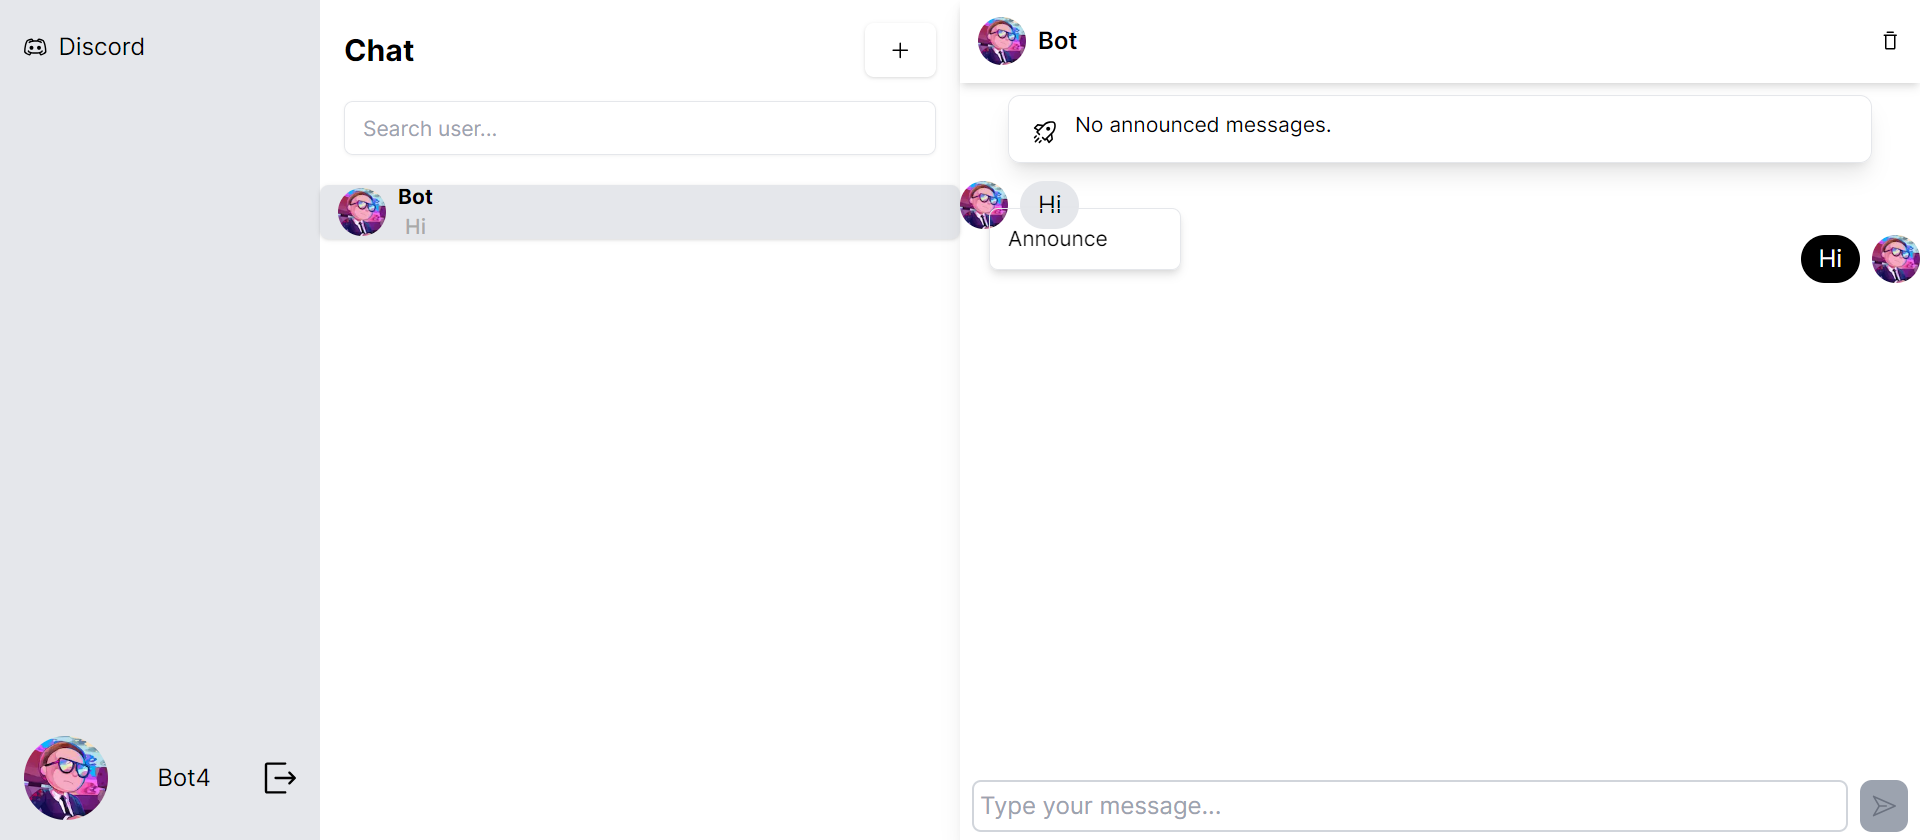 Discord
Chat
+
Search user...
Bot
Hi
Bot4
Bot
No announced messages.
Hi
Announce
Hi
Type your message...